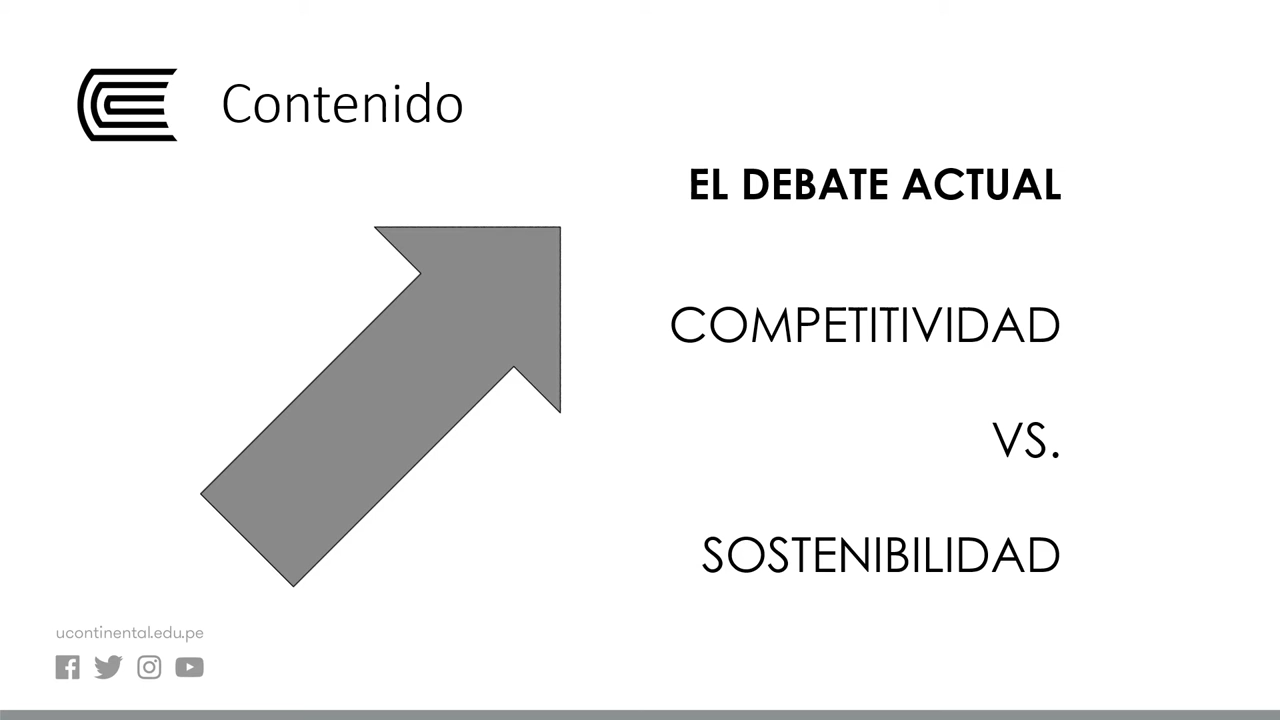 Contenido
EL DEBATE ACTUAL
COMPETITIVIDAD
VS.
SOSTENIBILIDAD
ucontinental.edu.pe